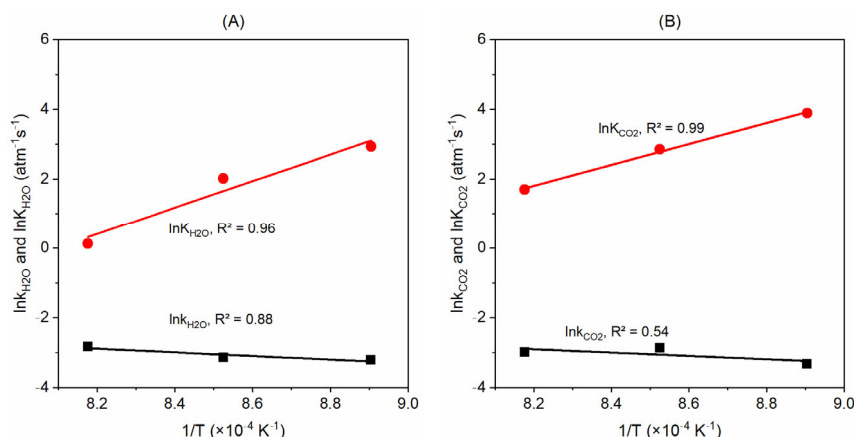 (A)
lnk_H2O and lnK_H2O (atm⁻¹s⁻¹)
6
4
2
0
-2
-4
lnK_H2O, R² = 0.96
lnk_H2O, R² = 0.88
8.2 8.4 8.6 8.8 9.0
1/T (×10⁻⁴ K⁻¹)
(B)
lnk_CO2 and lnK_CO2 (atm⁻¹s⁻¹)
6
4
2
0
-2
-4
lnK_CO2, R² = 0.99
lnk_CO2, R² = 0.54
8.2 8.4 8.6 8.8 9.0
1/T (×10⁻⁴ K⁻¹)